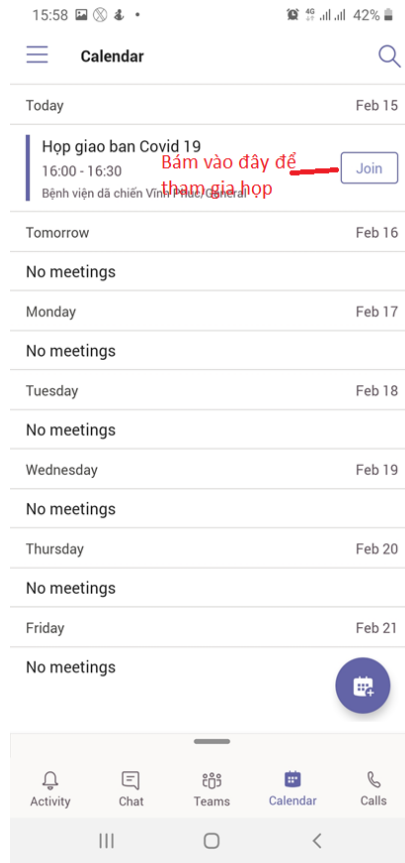 15:58 4G 42%
Calendar
Today Feb 15
Họp giao ban Covid 19
16:00 - 16:30
Bệnh viện dã chiến Vĩnh Phúc/General
Bám vào đây để
tham gia họp
Join
Tomorrow Feb 16
No meetings
Monday Feb 17
No meetings
Tuesday Feb 18
No meetings
Wednesday Feb 19
No meetings
Thursday Feb 20
No meetings
Friday Feb 21
No meetings
Activity Chat Teams Calendar Calls